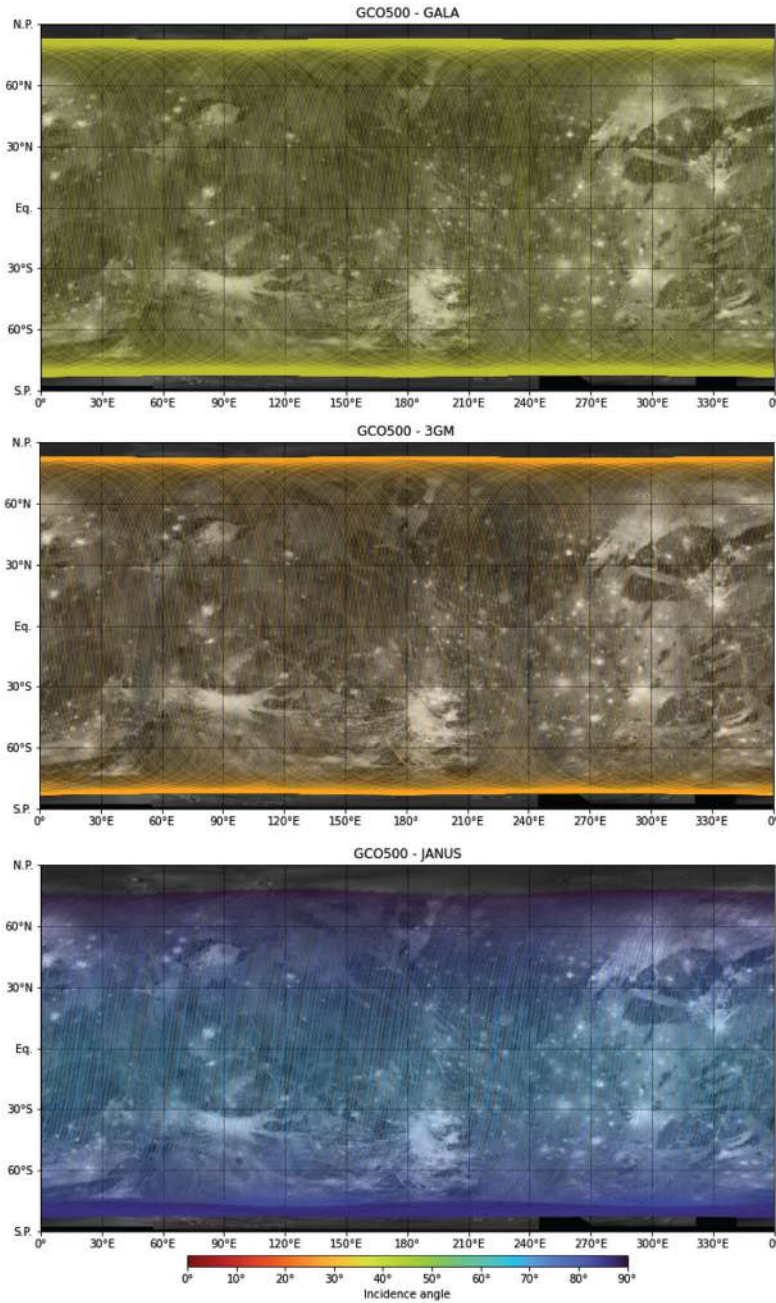 GCO500 - GALA
N.P.
60°N
30°N
Eq.
30°S
60°S
S.P.
0° 30°E 60°E 90°E 120°E 150°E 180° 210°E 240°E 270°E 300°E 330°E 0°
GCO500 - 3GM
N.P.
60°N
30°N
Eq.
30°S
60°S
S.P.
0° 30°E 60°E 90°E 120°E 150°E 180° 210°E 240°E 270°E 300°E 330°E 0°
GCO500 - JANUS
N.P.
60°N
30°N
Eq.
30°S
60°S
S.P.
0° 30°E 60°E 90°E 120°E 150°E 180° 210°E 240°E 270°E 300°E 330°E 0°
0° 10° 20° 30° 40° 50° 60° 70° 80° 90°
Incidence angle